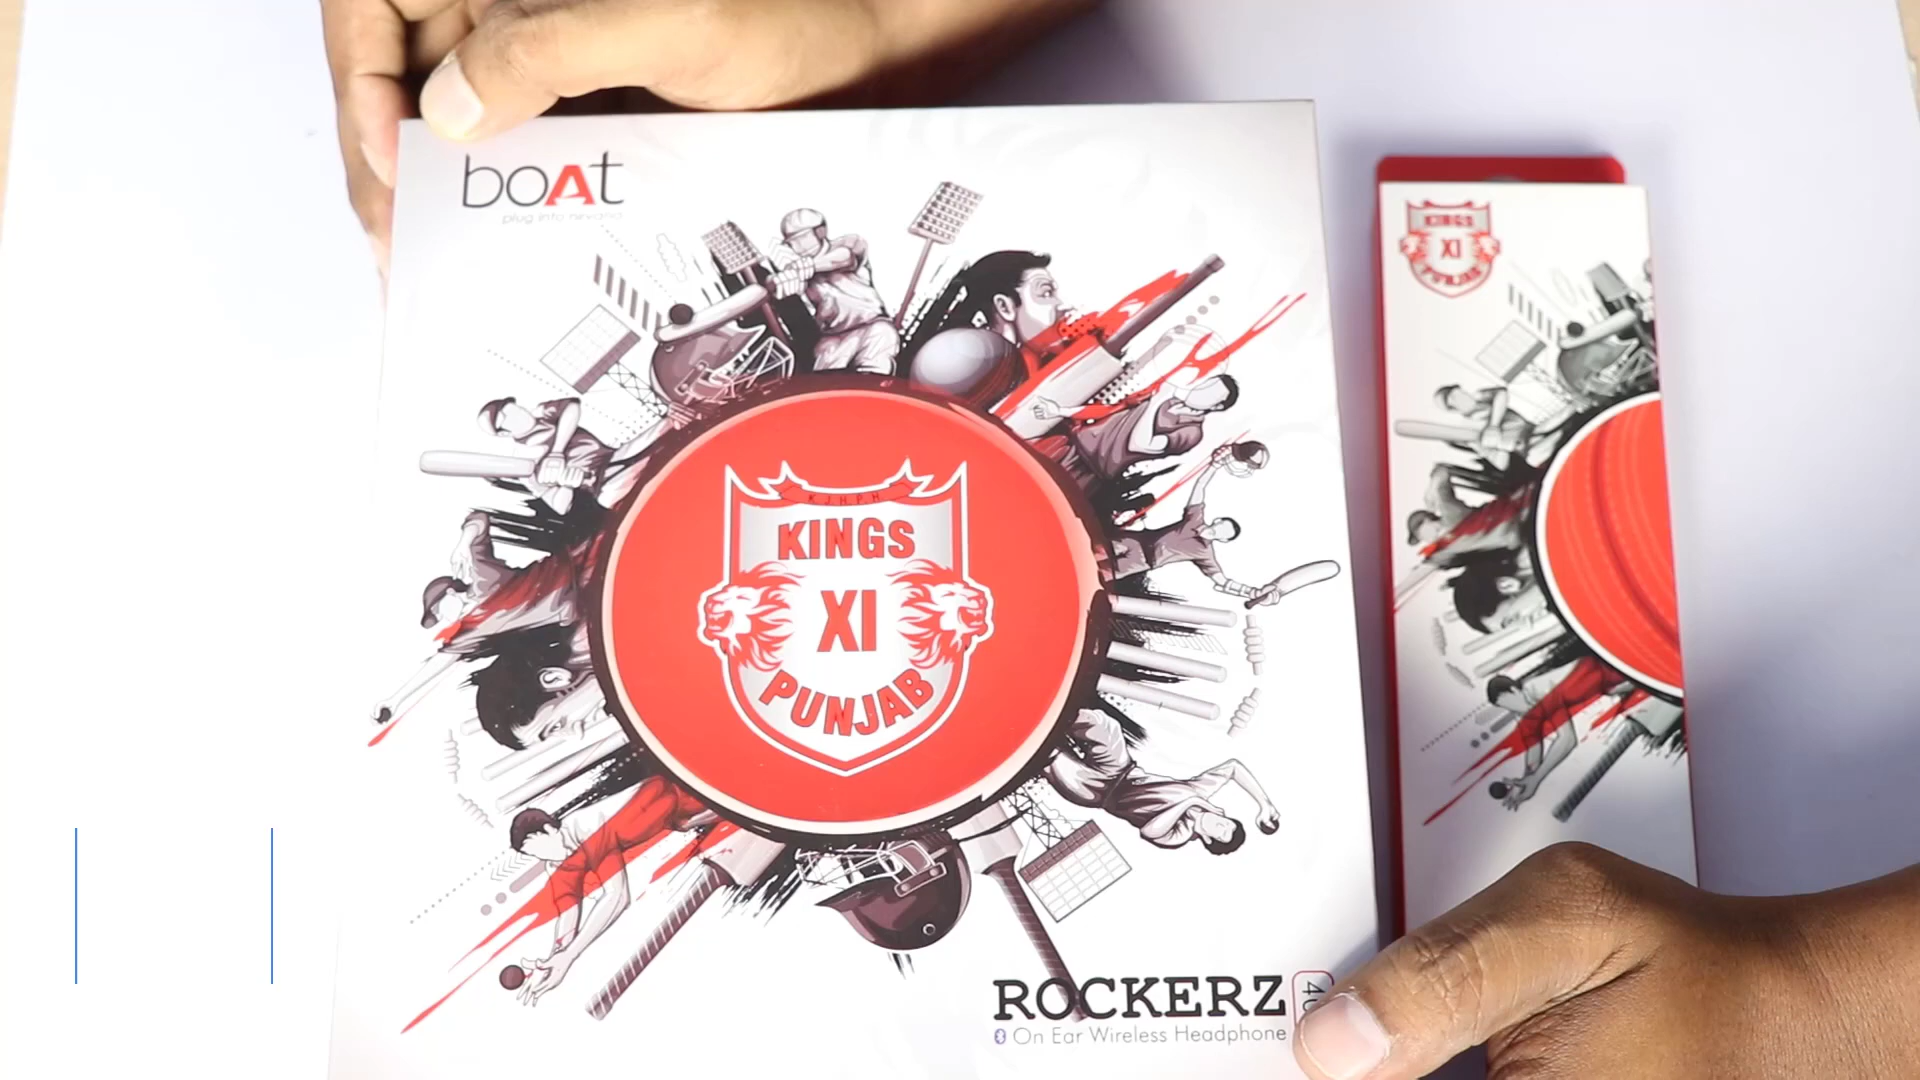 boAt
plug into nirvana
K.J.H.P.H.
KINGS
XI
PUNJAB
ROCKERZ
On Ear Wireless Headphone
KINGS
XI
PUNJAB